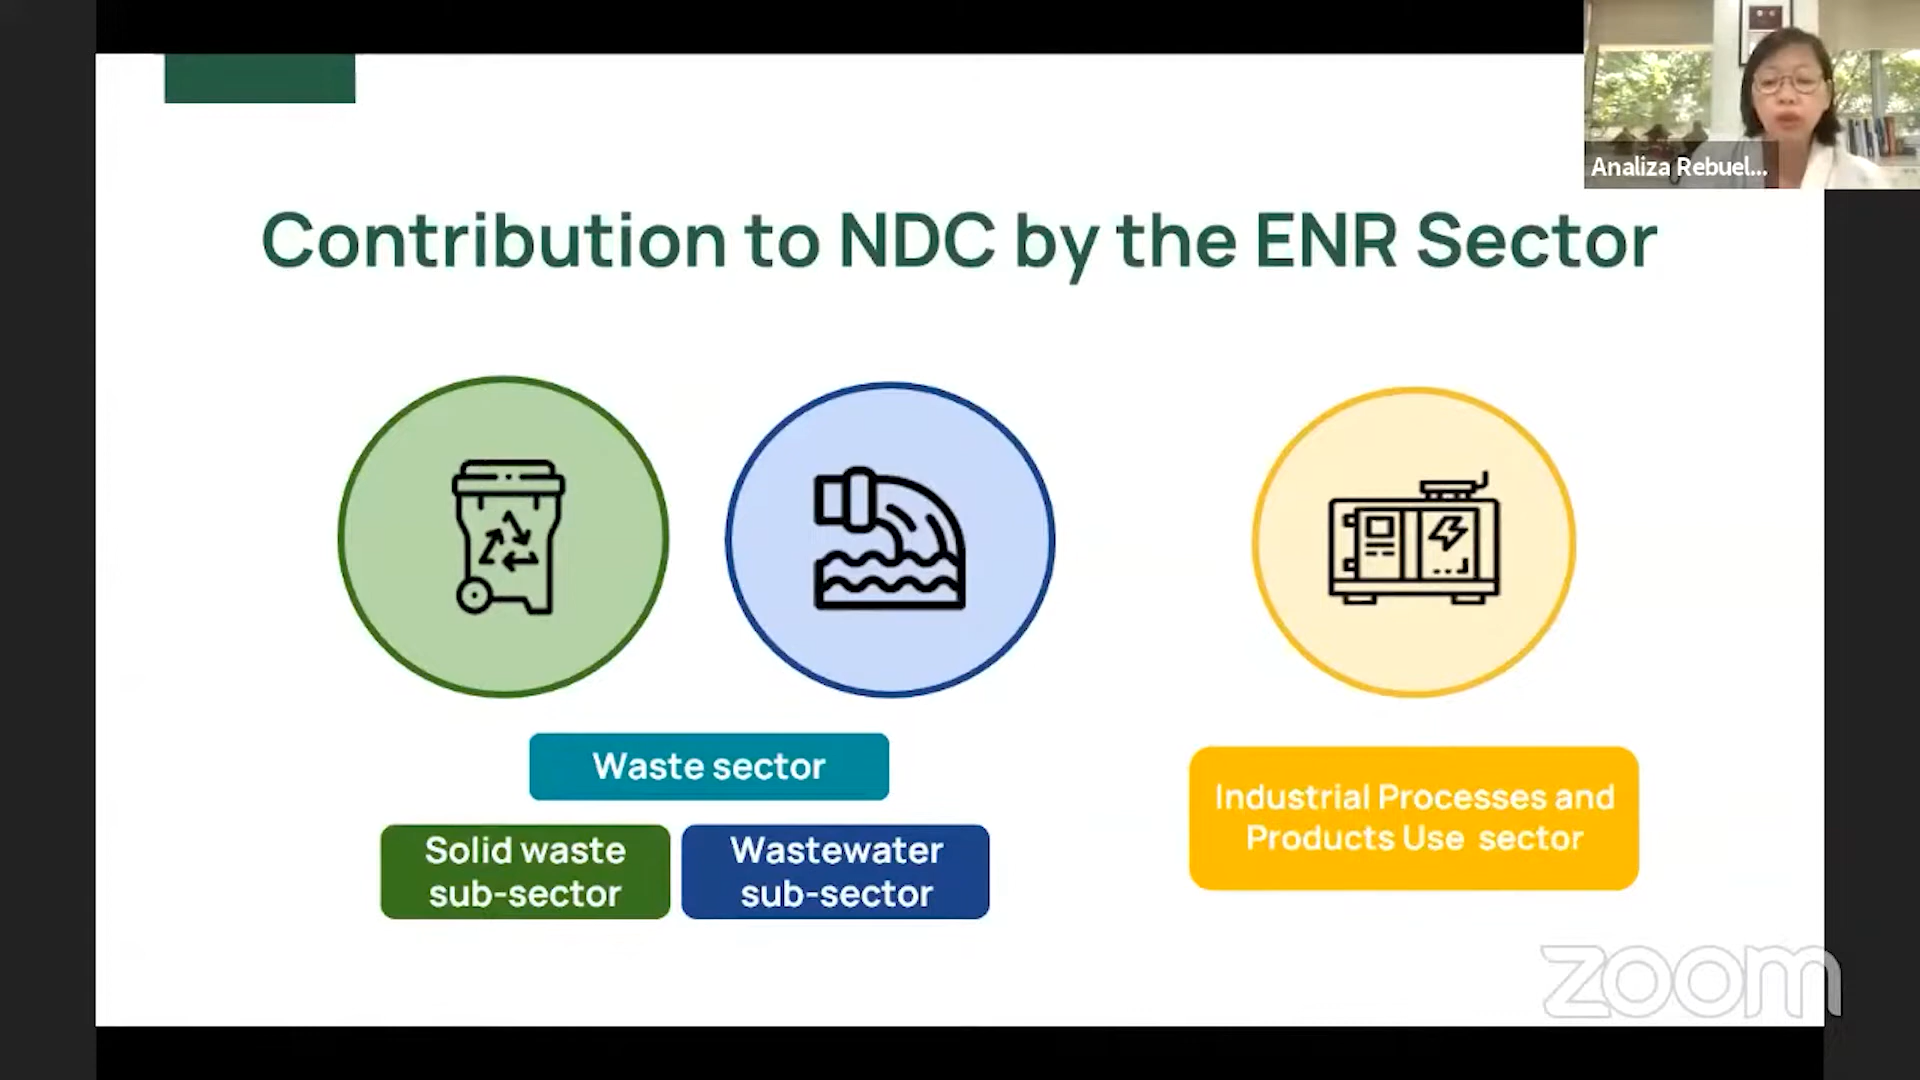 Analiza Rebuel...
Contribution to NDC by the ENR Sector
Waste sector
Solid waste
sub-sector
Wastewater
sub-sector
Industrial Processes and
Products Use sector
zoom